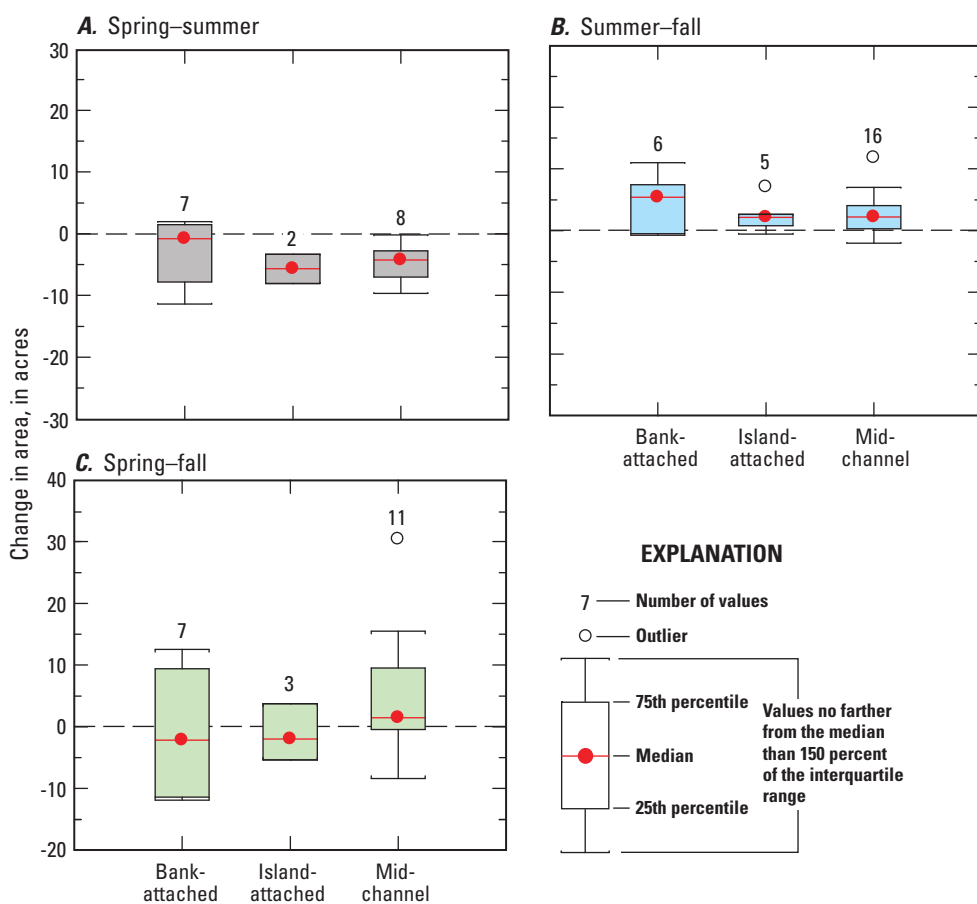 A. Spring–summer
30
20
10
0
-10
-20
-30
7
2
8
B. Summer–fall
6
5
16
Bank-
attached
Island-
attached
Mid-
channel
Change in area, in acres
C. Spring–fall
40
30
20
10
0
-10
-20
7
3
11
Bank-
attached
Island-
attached
Mid-
channel
EXPLANATION
7
Number of values
Outlier
75th percentile
Median
25th percentile
Values no farther
from the median
than 150 percent
of the interquartile
range